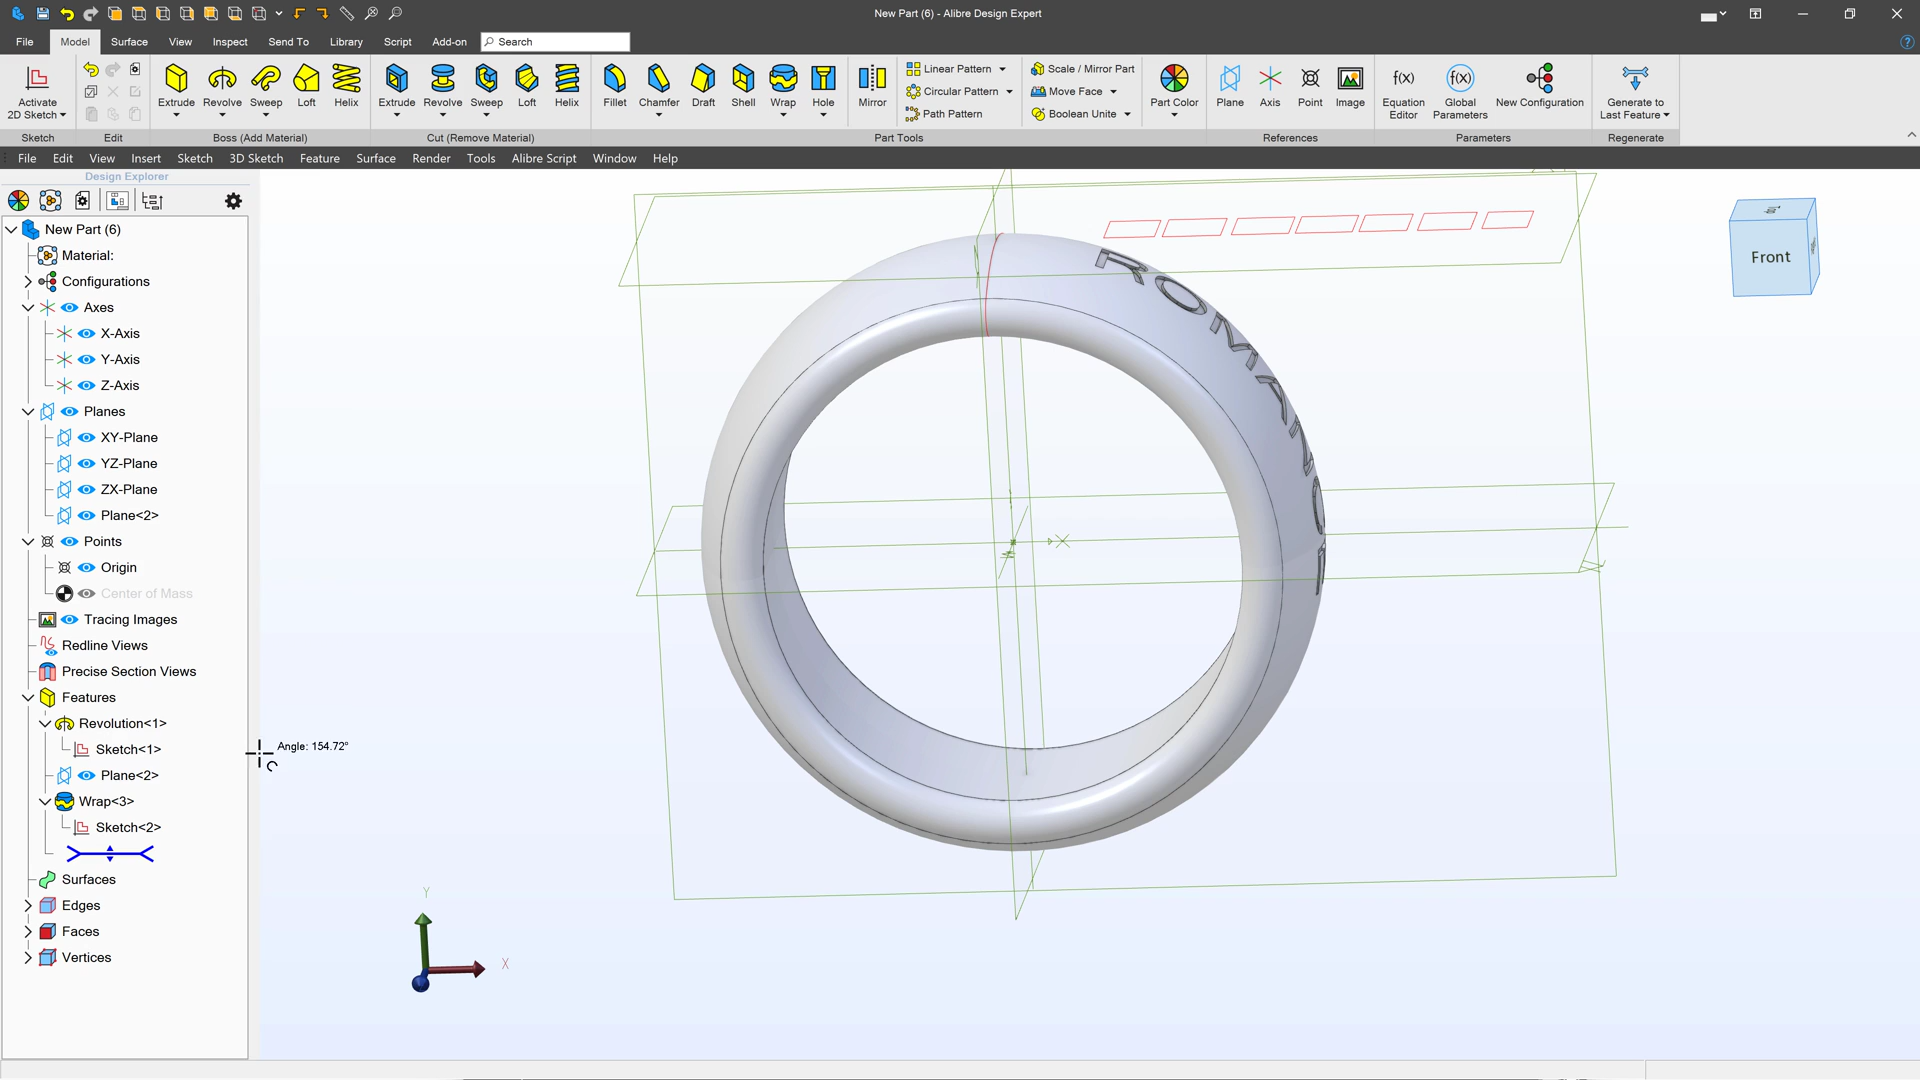 New Part (6) - Alibre Design Expert
File Model Surface View Inspect Send To Library Script Add-on Search
Activate 2D Sketch Extrude Revolve Sweep Loft Helix Extrude Revolve Sweep Loft Helix Fillet Chamfer Draft Shell Wrap Hole Mirror
Linear Pattern
Circular Pattern
Path Pattern
Scale / Mirror Part
Move Face
Boolean Unite
Part Color Plane Axis Point Image
f(x) Equation Editor
f(x) Global Parameters
New Configuration
Generate to Last Feature
Sketch Edit Boss (Add Material) Cut (Remove Material) Part Tools References Parameters Regenerate
File Edit View Insert Sketch 3D Sketch Feature Surface Render Tools Alibre Script Window Help
Design Explorer
New Part (6)
Material:
Configurations
Axes
X-Axis
Y-Axis
Z-Axis
Planes
XY-Plane
YZ-Plane
ZX-Plane
Plane<2>
Points
Origin
Center of Mass
Tracing Images
Redline Views
Precise Section Views
Features
Revolution<1>
Sketch<1>
Plane<2>
Wrap<3>
Sketch<2>
Surfaces
Edges
Faces
Vertices
Angle: 154.72°
Front
Y
X